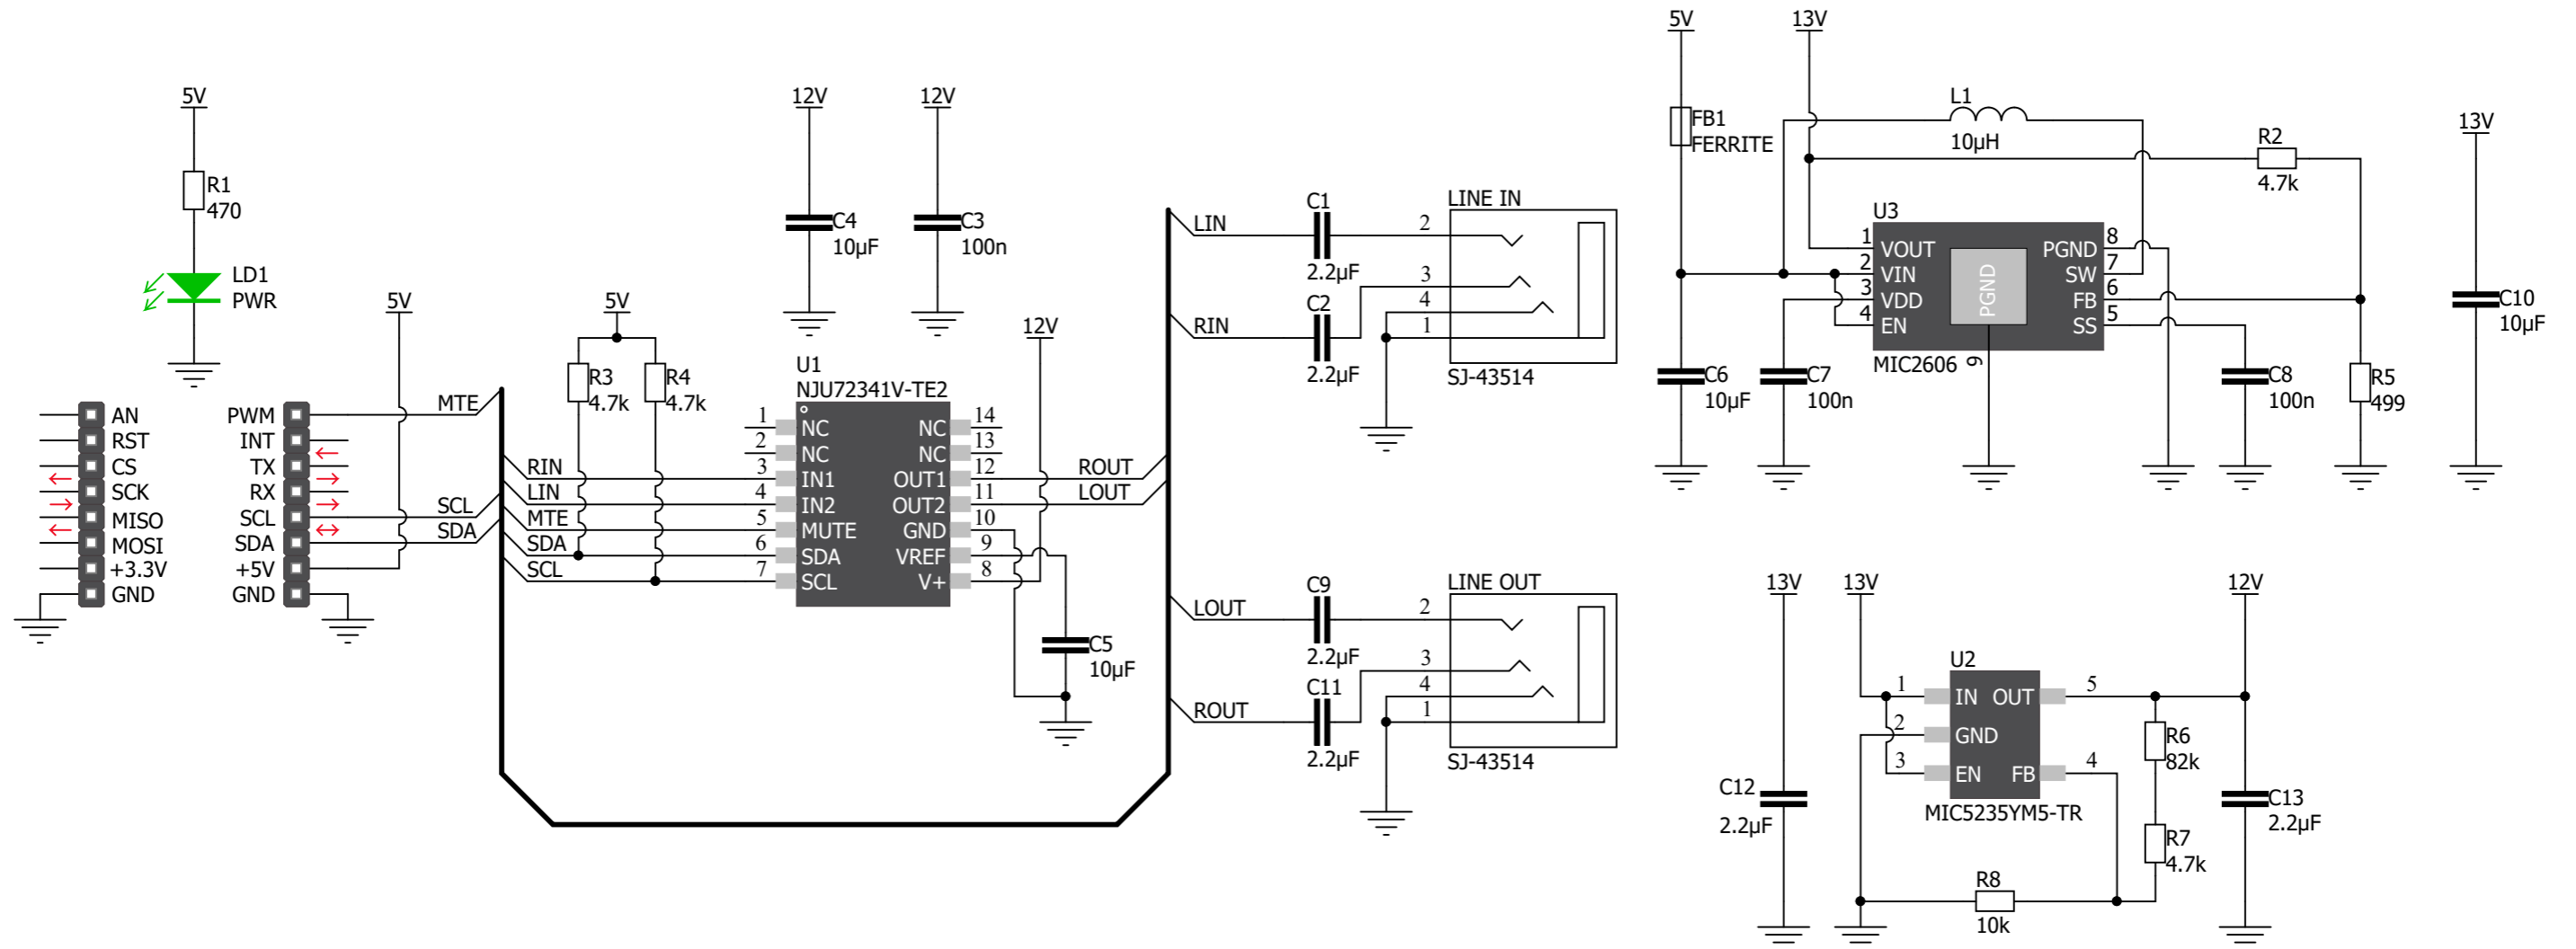 5V
R1
470
LD1
PWR
5V
AN
RST
CS
SCK
MISO
MOSI
+3.3V
GND
PWM
INT
TX
RX
SCL
SDA
+5V
GND
MTE
SCL
SDA
12V
C4
10µF
12V
C3
100n
5V
R3
4.7k
R4
4.7k
RIN
LIN
MTE
SDA
SCL
U1
NJU72341V-TE2
1 NC
2 NC
3 IN1
4 IN2
5 MUTE
6 SDA
7 SCL
NC 14
NC 13
OUT1 12
OUT2 11
GND 10
VREF 9
V+ 8
12V
ROUT
LOUT
C5
10µF
LIN
RIN
C1
2.2µF
C2
2.2µF
LINE IN
2
3
4
1
SJ-43514
LOUT
ROUT
C9
2.2µF
C11
2.2µF
LINE OUT
2
3
4
1
SJ-43514
5V
13V
FB1
FERRITE
L1
10µH
R2
4.7k
U3
1 VOUT
2 VIN
3 VDD
4 EN
PGND
PGND 8
SW 7
FB 6
SS 5
MIC2606
9
C6
10µF
C7
100n
C8
100n
R5
499
13V
C10
10µF
13V
C12
2.2µF
13V
U2
1 IN
2 GND
3 EN
OUT 5
FB 4
MIC5235YM5-TR
12V
R6
82k
R7
4.7k
R8
10k
C13
2.2µF